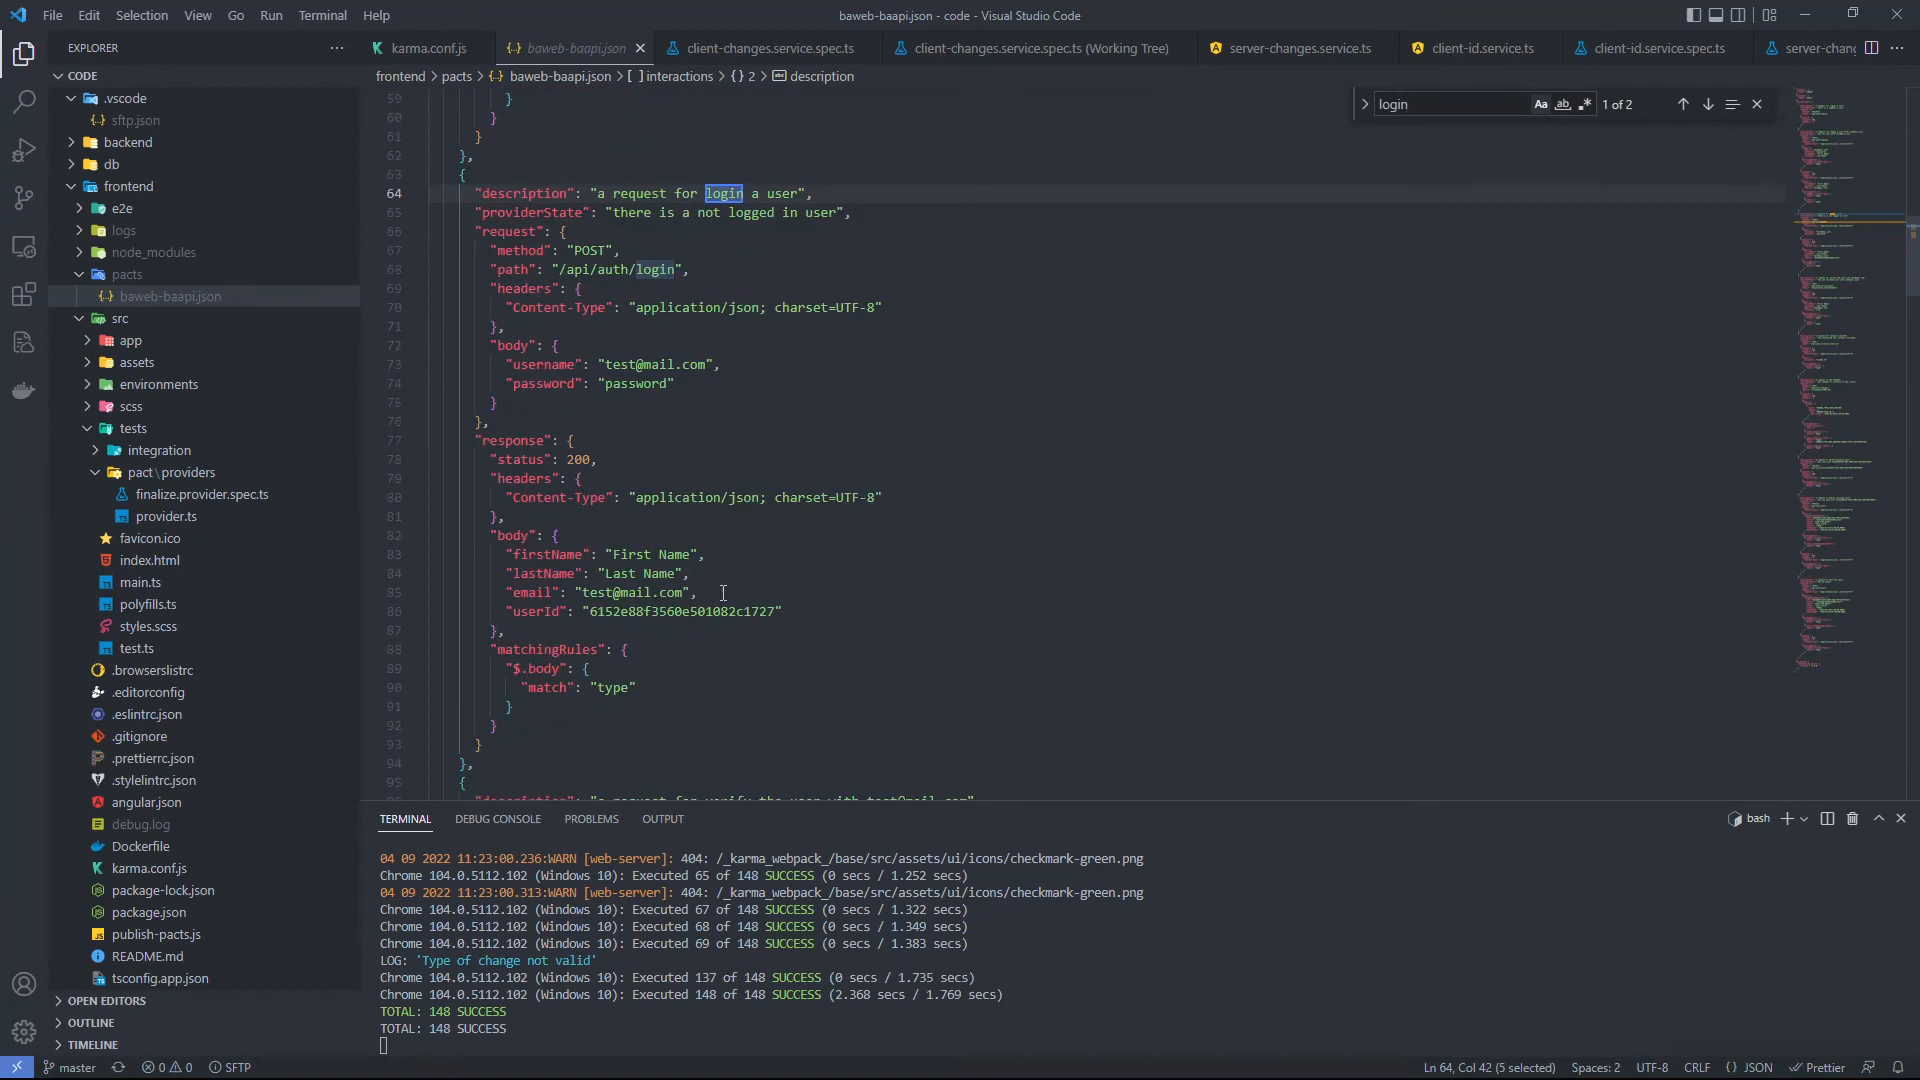 File Edit Selection View Go Run Terminal Help
baweb-baapi.json - code - Visual Studio Code
EXPLORER
CODE
.vscode
sftp.json
backend
db
frontend
e2e
logs
node_modules
pacts
baweb-baapi.json
src
app
assets
environments
scss
tests
integration
pact\providers
finalize.provider.spec.ts
provider.ts
favicon.ico
index.html
main.ts
polyfills.ts
styles.scss
test.ts
.browserslistrc
.editorconfig
.eslintrc.json
.gitignore
.prettierrc.json
.stylelintrc.json
angular.json
debug.log
Dockerfile
karma.conf.js
package-lock.json
package.json
publish-pacts.js
README.md
tsconfig.app.json
OPEN EDITORS
OUTLINE
TIMELINE
karma.conf.js baweb-baapi.json client-changes.service.spec.ts client-changes.service.spec.ts (Working Tree) server-changes.service.ts client-id.service.ts client-id.service.spec.ts server-chang
frontend > pacts > baweb-baapi.json > [ ] interactions > { } 2 > description
login Aa ab 1 of 2
59 }
60 }
61 }
62 },
63 {
64 "description": "a request for login a user",
65 "providerState": "there is a not logged in user",
66 "request": {
67 "method": "POST",
68 "path": "/api/auth/login",
69 "headers": {
70 "Content-Type": "application/json; charset=UTF-8"
71 },
72 "body": {
73 "username": "test@mail.com",
74 "password": "password"
75 }
76 },
77 "response": {
78 "status": 200,
79 "headers": {
80 "Content-Type": "application/json; charset=UTF-8"
81 },
82 "body": {
83 "firstName": "First Name",
84 "lastName": "Last Name",
85 "email": "test@mail.com",
86 "userId": "6152e88f3560e501082c1727"
87 },
88 "matchingRules": {
89 "$.body": {
90 "match": "type"
91 }
92 }
93 }
94 },
95 {
"description": "a request for verify the user with test@mail.com"
TERMINAL DEBUG CONSOLE PROBLEMS OUTPUT
bash
04 09 2022 11:23:00.236:WARN [web-server]: 404: /_karma_webpack_/base/src/assets/ui/icons/checkmark-green.png
Chrome 104.0.5112.102 (Windows 10): Executed 65 of 148 SUCCESS (0 secs / 1.252 secs)
04 09 2022 11:23:00.313:WARN [web-server]: 404: /_karma_webpack_/base/src/assets/ui/icons/checkmark-green.png
Chrome 104.0.5112.102 (Windows 10): Executed 67 of 148 SUCCESS (0 secs / 1.322 secs)
Chrome 104.0.5112.102 (Windows 10): Executed 68 of 148 SUCCESS (0 secs / 1.349 secs)
Chrome 104.0.5112.102 (Windows 10): Executed 69 of 148 SUCCESS (0 secs / 1.383 secs)
LOG: 'Type of change not valid'
Chrome 104.0.5112.102 (Windows 10): Executed 137 of 148 SUCCESS (0 secs / 1.735 secs)
Chrome 104.0.5112.102 (Windows 10): Executed 148 of 148 SUCCESS (2.368 secs / 1.769 secs)
TOTAL: 148 SUCCESS
TOTAL: 148 SUCCESS
master 0 0 SFTP
Ln 64, Col 42 (5 selected) Spaces: 2 UTF-8 CRLF { } JSON Prettier